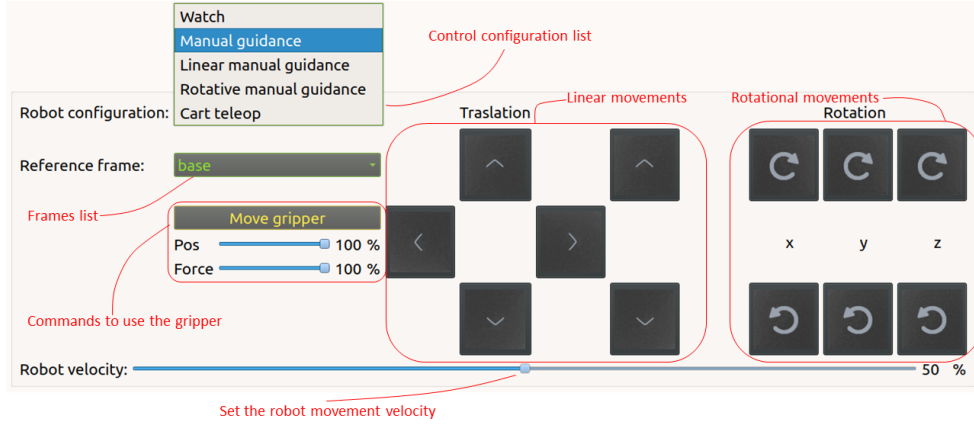 Watch
Manual guidance
Linear manual guidance
Rotative manual guidance
Cart teleop
Control configuration list
Robot configuration:
Linear movements
Rotational movements
Traslation
Rotation
Reference frame:
base
Frames list
Move gripper
Pos 100 %
Force 100 %
x y z
Commands to use the gripper
Robot velocity: 50 %
Set the robot movement velocity